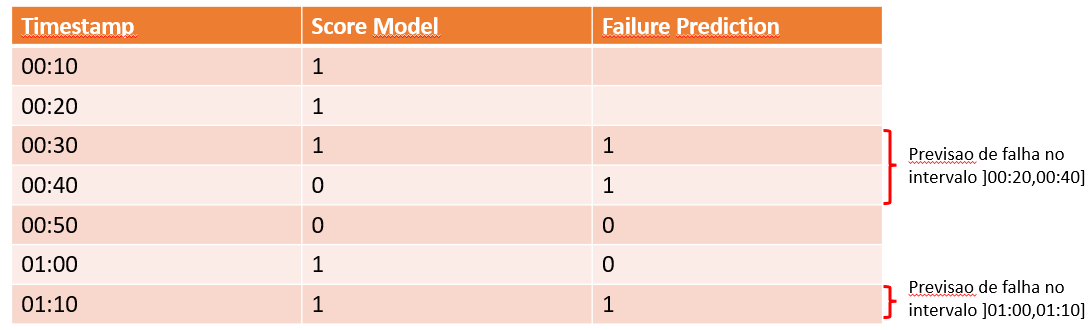 Timestamp Score Model Failure Prediction
00:10 1
00:20 1
00:30 1 1
00:40 0 1
00:50 0 0
01:00 1 0
01:10 1 1
Previsao de falha no
intervalo ]00:20,00:40]
Previsao de falha no
intervalo ]01:00,01:10]